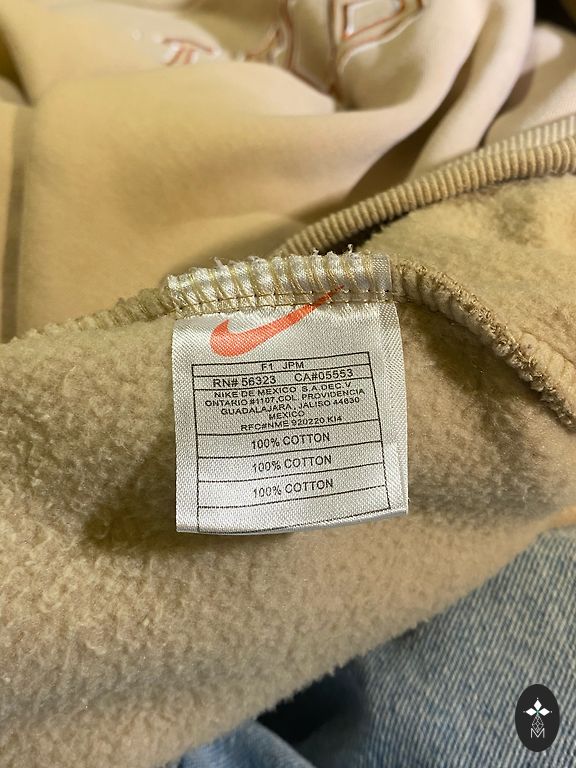 F1 JPM
RN# 56323 CA#05553
NIKE DE MEXICO S.A.DEC.V
ONTARIO #1107,COL. PROVIDENCIA
GUADALAJARA, JALISO 44630
MEXICO
RFC#NME 920220 KI4
100% COTTON
100% COTTON
100% COTTON